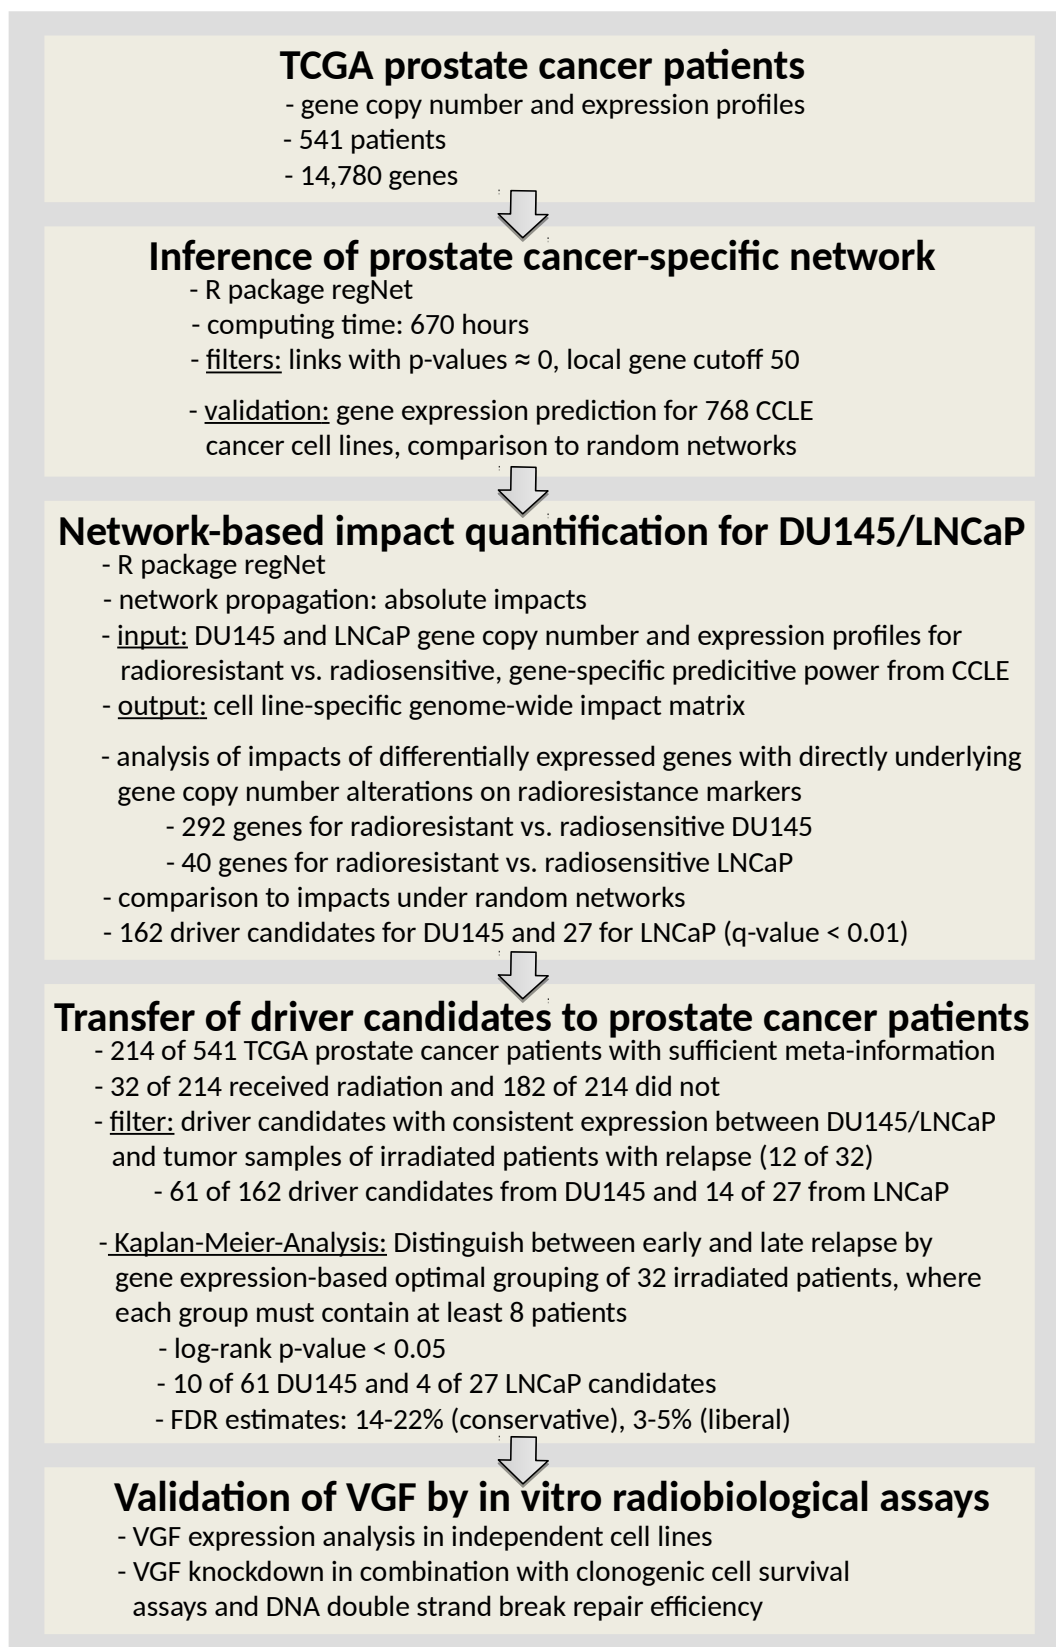 TCGA prostate cancer patients
- gene copy number and expression profiles
- 541 patients
- 14,780 genes
Inference of prostate cancer-specific network
- R package regNet
- computing time: 670 hours
- filters: links with p-values ≈ 0, local gene cutoff 50
- validation: gene expression prediction for 768 CCLE
cancer cell lines, comparison to random networks
Network-based impact quantification for DU145/LNCaP
- R package regNet
- network propagation: absolute impacts
- input: DU145 and LNCaP gene copy number and expression profiles for
radioresistant vs. radiosensitive, gene-specific predicitive power from CCLE
- output: cell line-specific genome-wide impact matrix
- analysis of impacts of differentially expressed genes with directly underlying
gene copy number alterations on radioresistance markers
- 292 genes for radioresistant vs. radiosensitive DU145
- 40 genes for radioresistant vs. radiosensitive LNCaP
- comparison to impacts under random networks
- 162 driver candidates for DU145 and 27 for LNCaP (q-value < 0.01)
Transfer of driver candidates to prostate cancer patients
- 214 of 541 TCGA prostate cancer patients with sufficient meta-information
- 32 of 214 received radiation and 182 of 214 did not
- filter: driver candidates with consistent expression between DU145/LNCaP
and tumor samples of irradiated patients with relapse (12 of 32)
- 61 of 162 driver candidates from DU145 and 14 of 27 from LNCaP
- Kaplan-Meier-Analysis: Distinguish between early and late relapse by
gene expression-based optimal grouping of 32 irradiated patients, where
each group must contain at least 8 patients
- log-rank p-value < 0.05
- 10 of 61 DU145 and 4 of 27 LNCaP candidates
- FDR estimates: 14-22% (conservative), 3-5% (liberal)
Validation of VGF by in vitro radiobiological assays
- VGF expression analysis in independent cell lines
- VGF knockdown in combination with clonogenic cell survival
assays and DNA double strand break repair efficiency